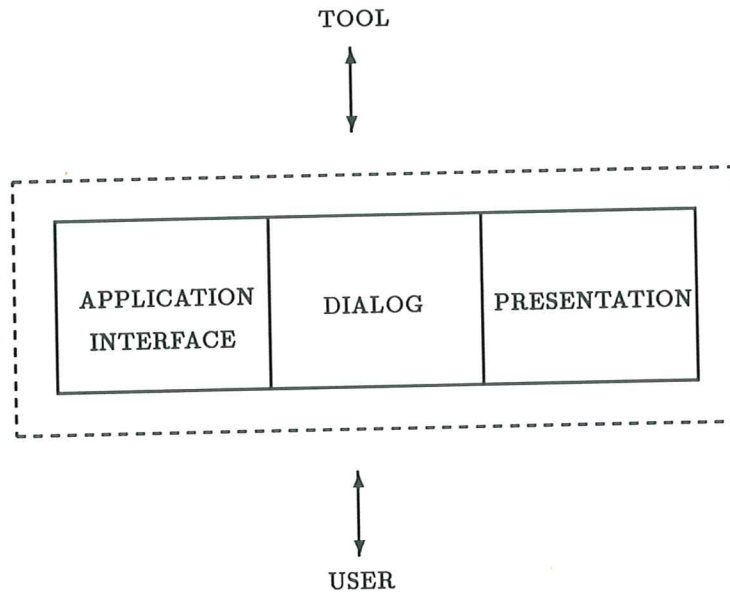 TOOL
APPLICATION
INTERFACE
DIALOG
PRESENTATION
USER